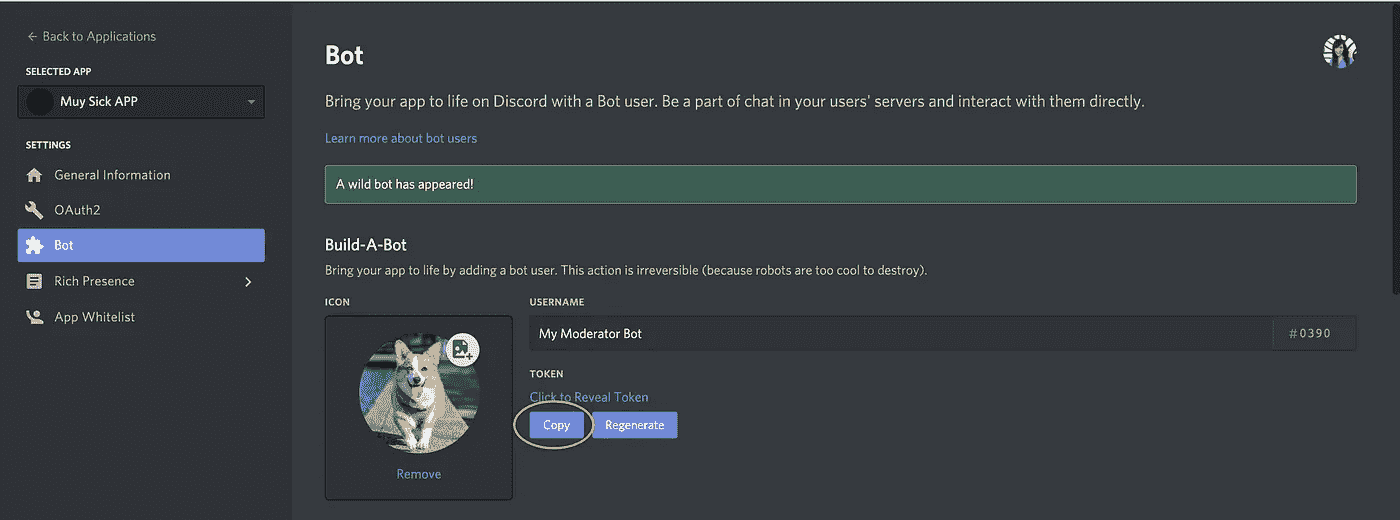 ← Back to Applications
SELECTED APP
Muy Sick APP
SETTINGS
General Information
OAuth2
Bot
Rich Presence
App Whitelist
Bot
Bring your app to life on Discord with a Bot user. Be a part of chat in your users' servers and interact with them directly.
Learn more about bot users
A wild bot has appeared!
Build-A-Bot
Bring your app to life by adding a bot user. This action is irreversible (because robots are too cool to destroy).
ICON
Remove
USERNAME
My Moderator Bot #0390
TOKEN
Click to Reveal Token
Copy Regenerate